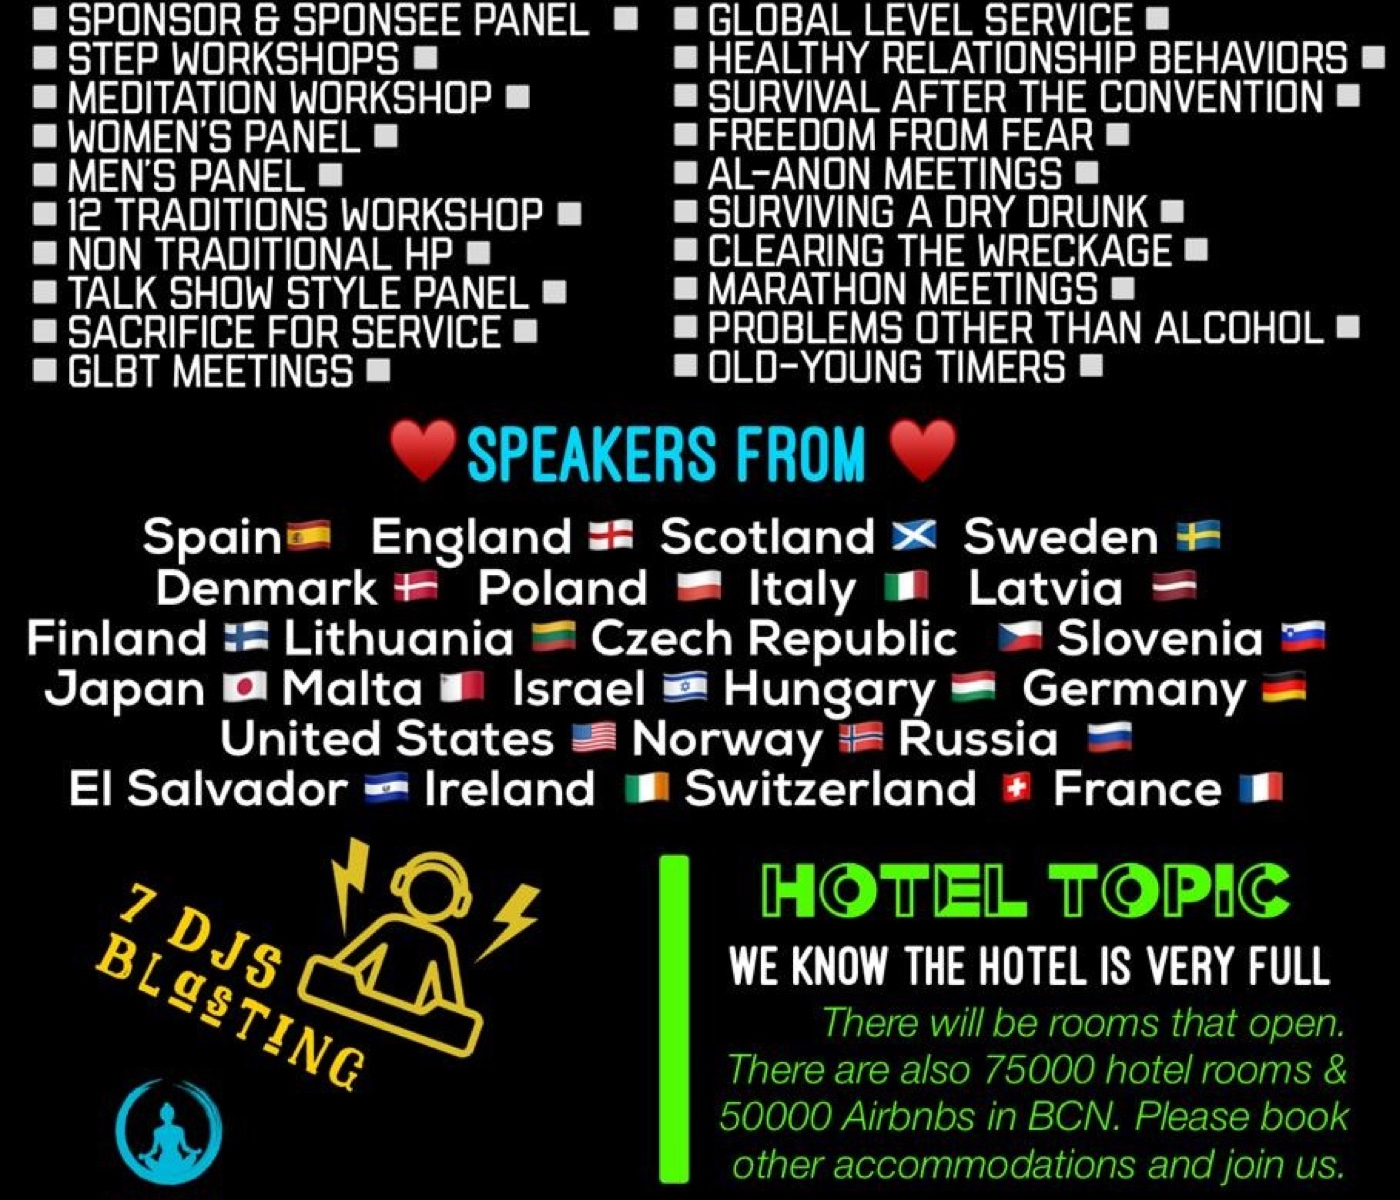 SPONSOR & SPONSEE PANEL
STEP WORKSHOPS
MEDITATION WORKSHOP
WOMEN'S PANEL
MEN'S PANEL
12 TRADITIONS WORKSHOP
NON TRADITIONAL HP
TALK SHOW STYLE PANEL
SACRIFICE FOR SERVICE
GLBT MEETINGS
GLOBAL LEVEL SERVICE
HEALTHY RELATIONSHIP BEHAVIORS
SURVIVAL AFTER THE CONVENTION
FREEDOM FROM FEAR
AL-ANON MEETINGS
SURVIVING A DRY DRUNK
CLEARING THE WRECKAGE
MARATHON MEETINGS
PROBLEMS OTHER THAN ALCOHOL
OLD-YOUNG TIMERS
SPEAKERS FROM
Spain England Scotland Sweden
Denmark Poland Italy Latvia
Finland Lithuania Czech Republic Slovenia
Japan Malta Israel Hungary Germany
United States Norway Russia
El Salvador Ireland Switzerland France
7 DJS
BLasTING
HOTEL TOPIC
WE KNOW THE HOTEL IS VERY FULL
There will be rooms that open.
There are also 75000 hotel rooms &
50000 Airbnbs in BCN. Please book
other accommodations and join us.